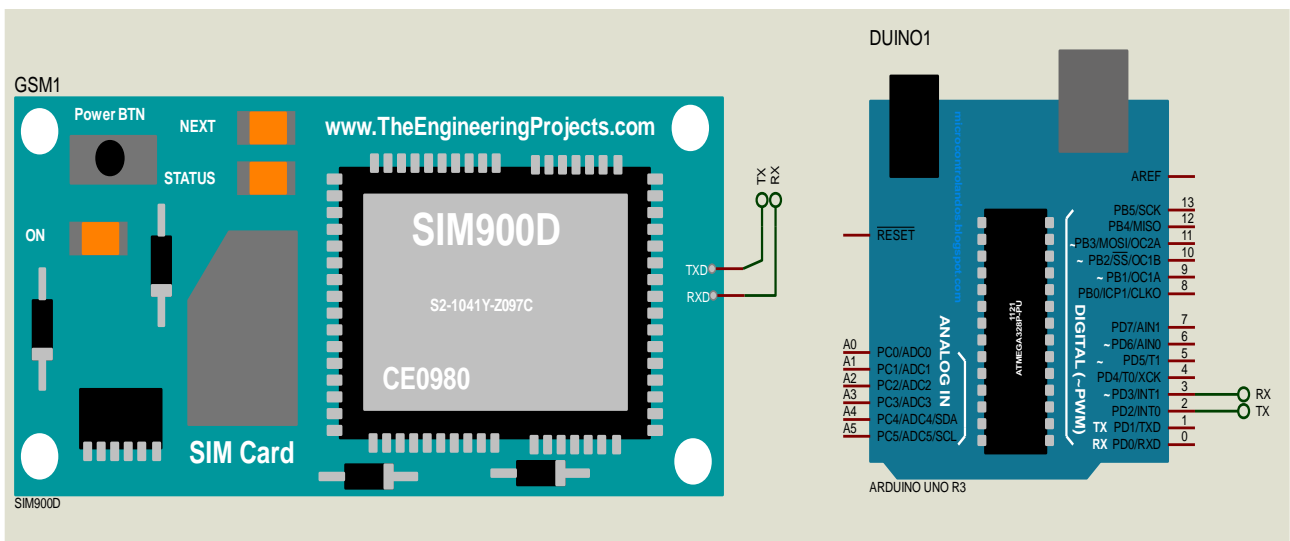 GSM1
Power BTN
NEXT
STATUS
ON
www.TheEngineeringProjects.com
SIM900D
S2-1041Y-Z097C
CE0980
SIM Card
TXD
RXD
TX
RX
SIM900D
DUINO1
microcontrolandos.blogspot.com
RESET
AREF
PB5/SCK 13
PB4/MISO 12
~PB3/MOSI/OC2A 11
~ PB2/SS/OC1B 10
~ PB1/OC1A 9
PB0/ICP1/CLKO 8
PD7/AIN1 7
~PD6/AIN0 6
~ PD5/T1 5
PD4/T0/XCK 4
~PD3/INT1 3 RX
PD2/INT0 2 TX
TX PD1/TXD 1
RX PD0/RXD 0
DIGITAL (~PWM)
ANALOG IN
1121
ATMEGA328P-PU
A0 PC0/ADC0
A1 PC1/ADC1
A2 PC2/ADC2
A3 PC3/ADC3
A4 PC4/ADC4/SDA
A5 PC5/ADC5/SCL
ARDUINO UNO R3